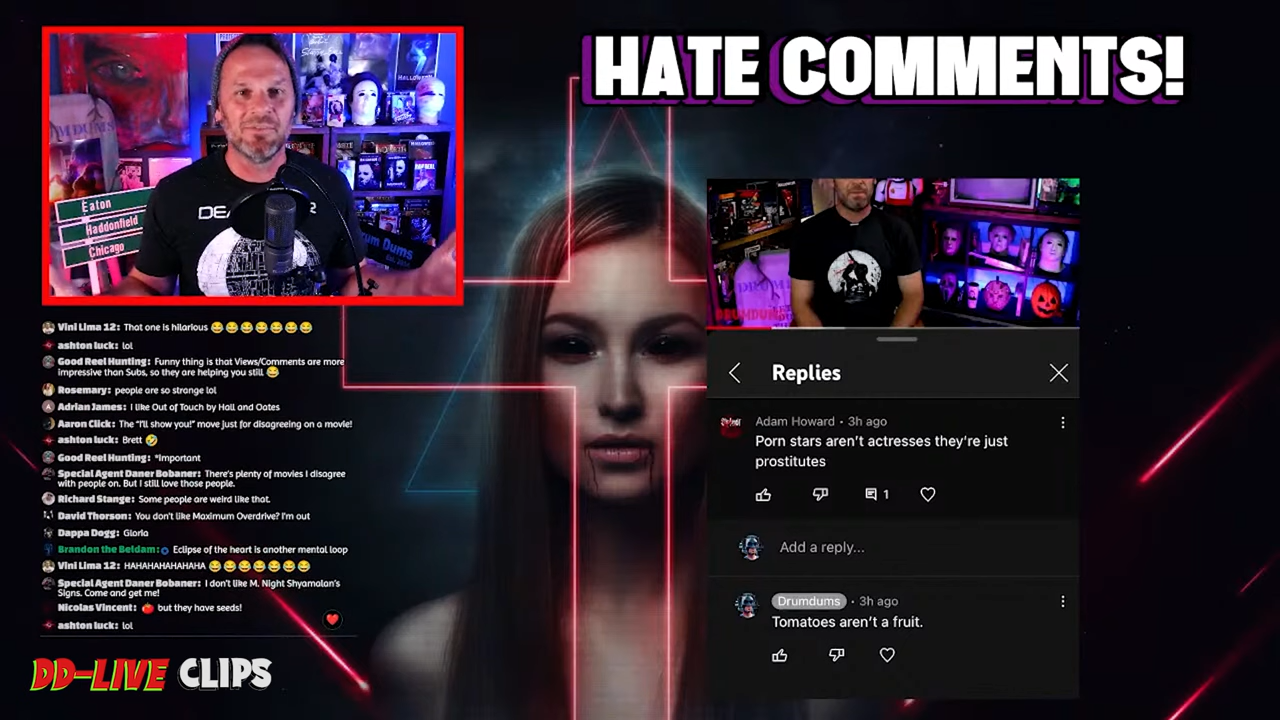 HATE COMMENTS!
HALLOWEEN
Eaton
Haddonfield
Chicago
Vini Lima 12: That one is hilarious 😂😂😂😂😂😂😂
ashton luck: lol
Good Reel Hunting: Funny thing is that Views/Comments are more
impressive than Subs, so they are helping you still 😂
Rosemary: people are so strange lol
Adrian James: I like Out of Touch by Hall and Oates
Aaron Click: The "I'll show you!" move just for disagreeing on a movie!
ashton luck: Brett 🤣
Good Reel Hunting: *Important
Special Agent Daner Bobaner: There's plenty of movies I disagree
with people on. But I still love those people.
Richard Stange: Some people are weird like that.
David Thorson: You don't like Maximum Overdrive? I'm out
Dappa Dogg: Gloria
Brandon the Beldam: Eclipse of the heart is another mental loop
Vini Lima 12: HAHAHAHAHAHAHA 😂😂😂😂😂😂😂
Special Agent Daner Bobaner: I don't like M. Night Shyamalan's
Signs. Come and get me!
Nicolas Vincent: 🍅 but they have seeds!
ashton luck: lol
DD-LIVE CLIPS
Replies
Adam Howard • 3h ago
Porn stars aren't actresses they're just
prostitutes
1
Add a reply...
Drumdums • 3h ago
Tomatoes aren't a fruit.